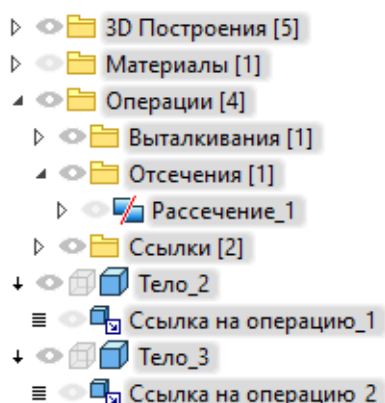 3D Построения [5]
Материалы [1]
Операции [4]
Выталкивания [1]
Отсечения [1]
Рассечение_1
Ссылки [2]
Тело_2
Ссылка на операцию_1
Тело_3
Ссылка на операцию_2